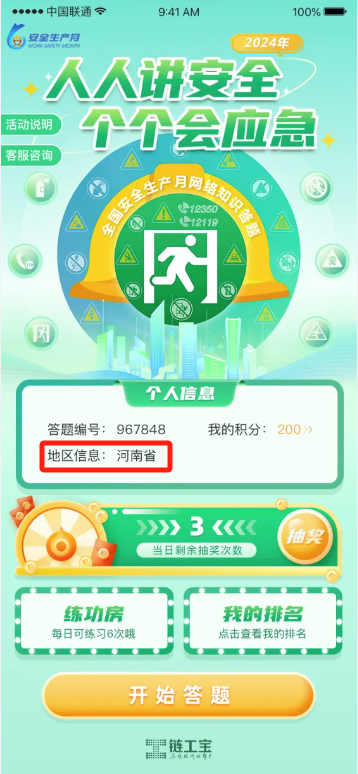 中国联通 9:41 AM 100%
安全生产月
WORK SAFETY MONTH
2024年
人人讲安全
个个会应急
活动说明
客服咨询
全国安全生产月网络知识答题
12350
12119
个人信息
答题编号： 967848 我的积分： 200>>
地区信息： 河南省
3
当日剩余抽奖次数
抽奖
练功房
每日可练习6次哦
我的排名
点击查看我的排名
开始答题
链工宝